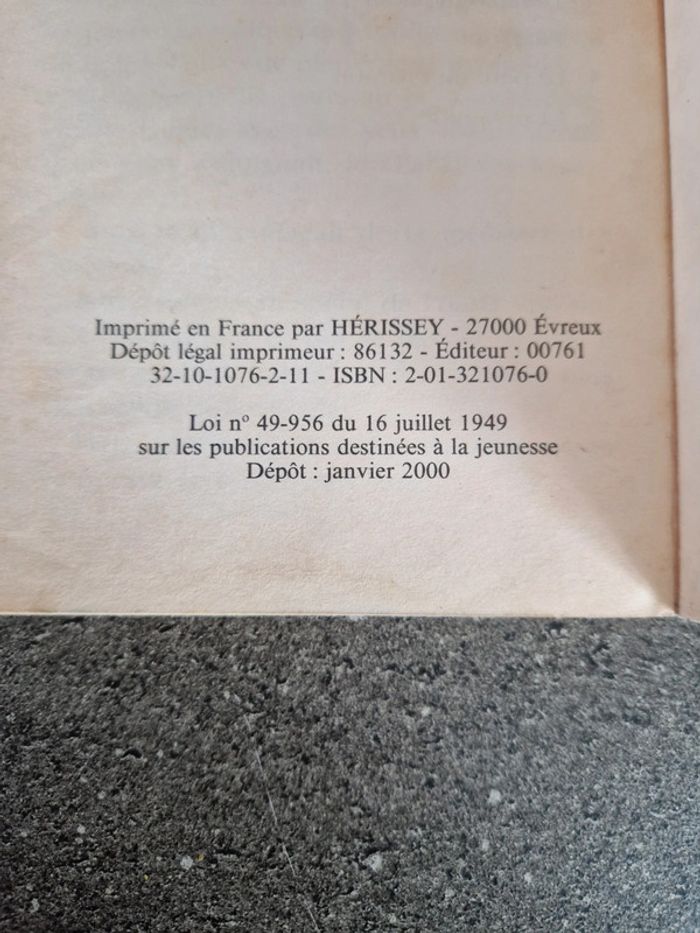 Imprimé en France par HÉRISSEY - 27000 Évreux
Dépôt légal imprimeur : 86132 - Éditeur : 00761
32-10-1076-2-11 - ISBN : 2-01-321076-0
Loi nº 49-956 du 16 juillet 1949
sur les publications destinées à la jeunesse
Dépôt : janvier 2000